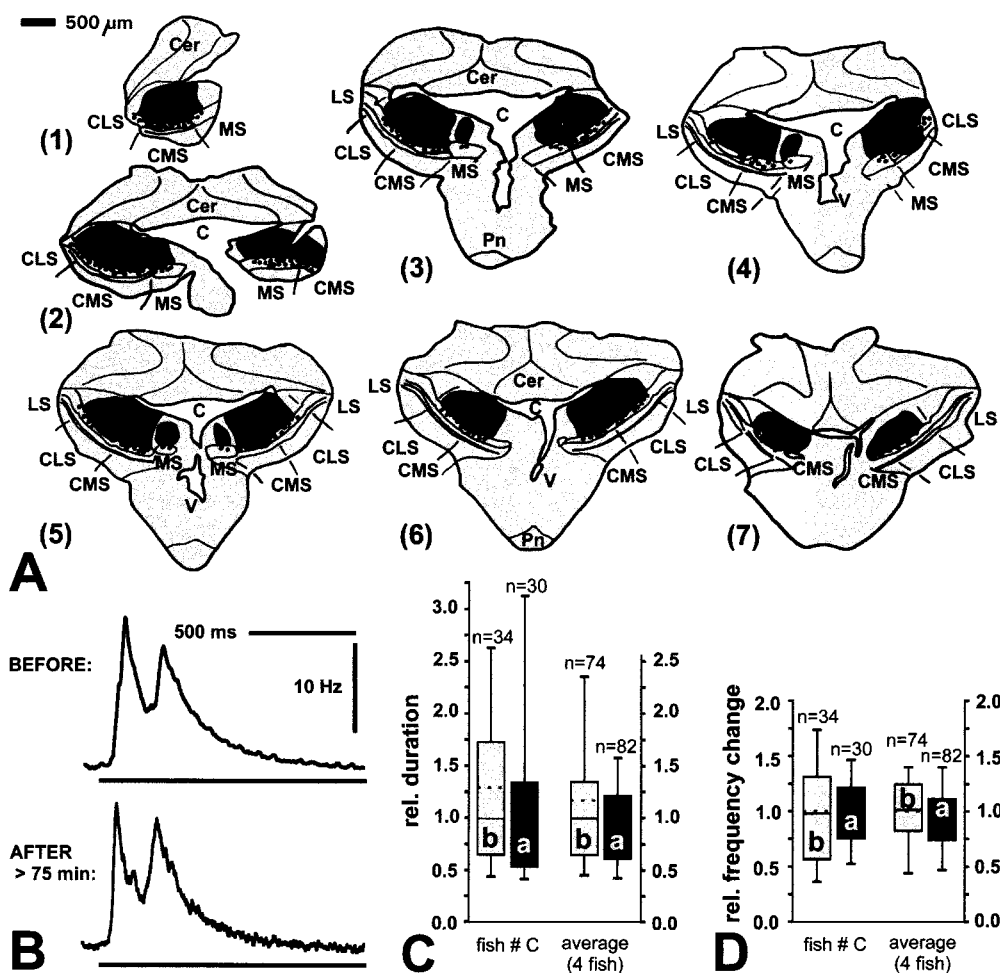 500 µm
Cer
(1)
CLS
CMS
MS
Cer
C
CLS
CMS
MS
MS
CMS
(2)
LS
Cer
C
CLS
CMS
MS
MS
CMS
Pn
(3)
LS
C
CLS
CLS
CMS
MS
V
MS
CMS
(4)
LS
C
LS
CLS
CMS
MS
MS
CLS
CMS
V
(5)
LS
Cer
C
LS
CLS
CMS
V
CLS
CMS
Pn
(6)
LS
LS
CLS
CMS
CMS
CLS
(7)
A
BEFORE:
500 ms
10 Hz
AFTER
> 75 min:
B
rel. duration
3.0
2.5
2.0
1.5
1.0
0.5
0.0
n=34
n=30
n=74
n=82
b
a
b
a
2.5
2.0
1.5
1.0
0.5
0.0
fish # C
average
(4 fish)
C
rel. frequency change
2.0
1.5
1.0
0.5
0.0
n=34
n=30
n=74
n=82
b
a
b
a
2.0
1.5
1.0
0.5
0.0
fish # C
average
(4 fish)
D